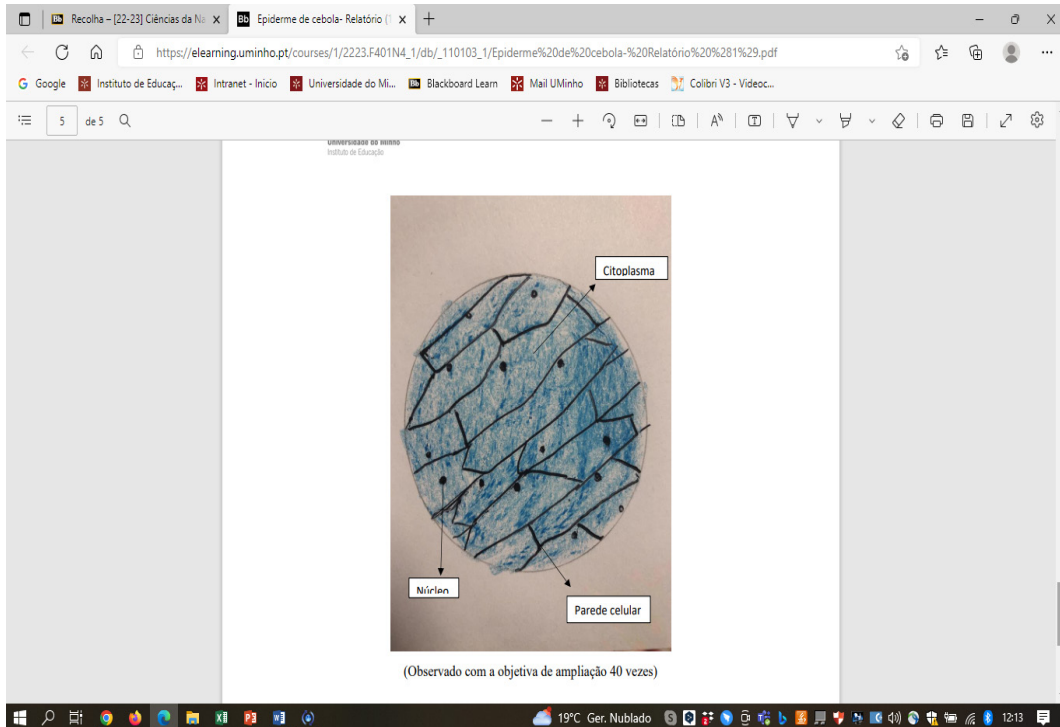 Recolha – [22-23] Ciências da Na
Epiderme de cebola- Relatório (1
https://elearning.uminho.pt/courses/1/2223.F401N4_1/db/_110103_1/Epiderme%20de%20cebola-%20Relatório%20%281%29.pdf
Google
Instituto de Educaç...
Intranet - Inicio
Universidade do Mi...
Blackboard Learn
Mail UMinho
Bibliotecas
Colibri V3 - Videoc...
5 de 5
Universidade do Minho
Instituto de Educação
Citoplasma
Núcleo
Parede celular
(Observado com a objetiva de ampliação 40 vezes)
19°C Ger. Nublado
12:13